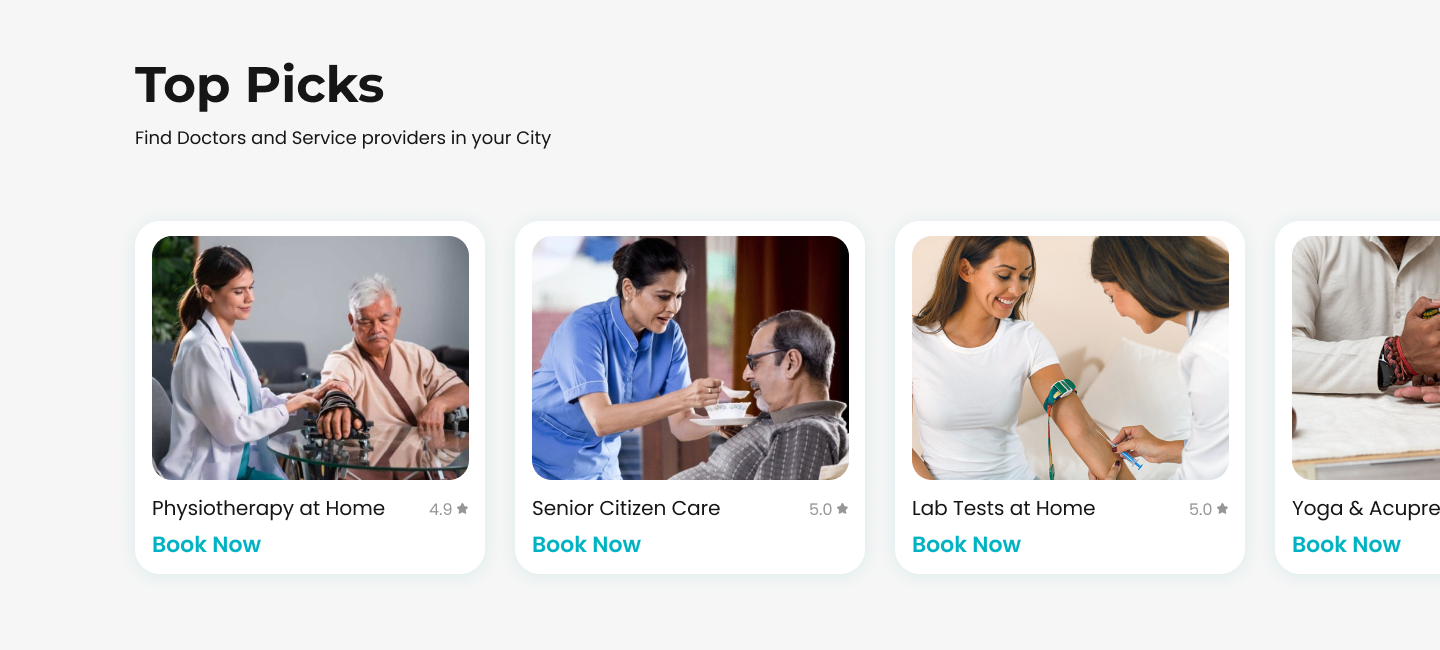 Top Picks
Find Doctors and Service providers in your City
Physiotherapy at Home 4.9
Book Now
Senior Citizen Care 5.0
Book Now
Lab Tests at Home 5.0
Book Now
Yoga & Acupre
Book Now